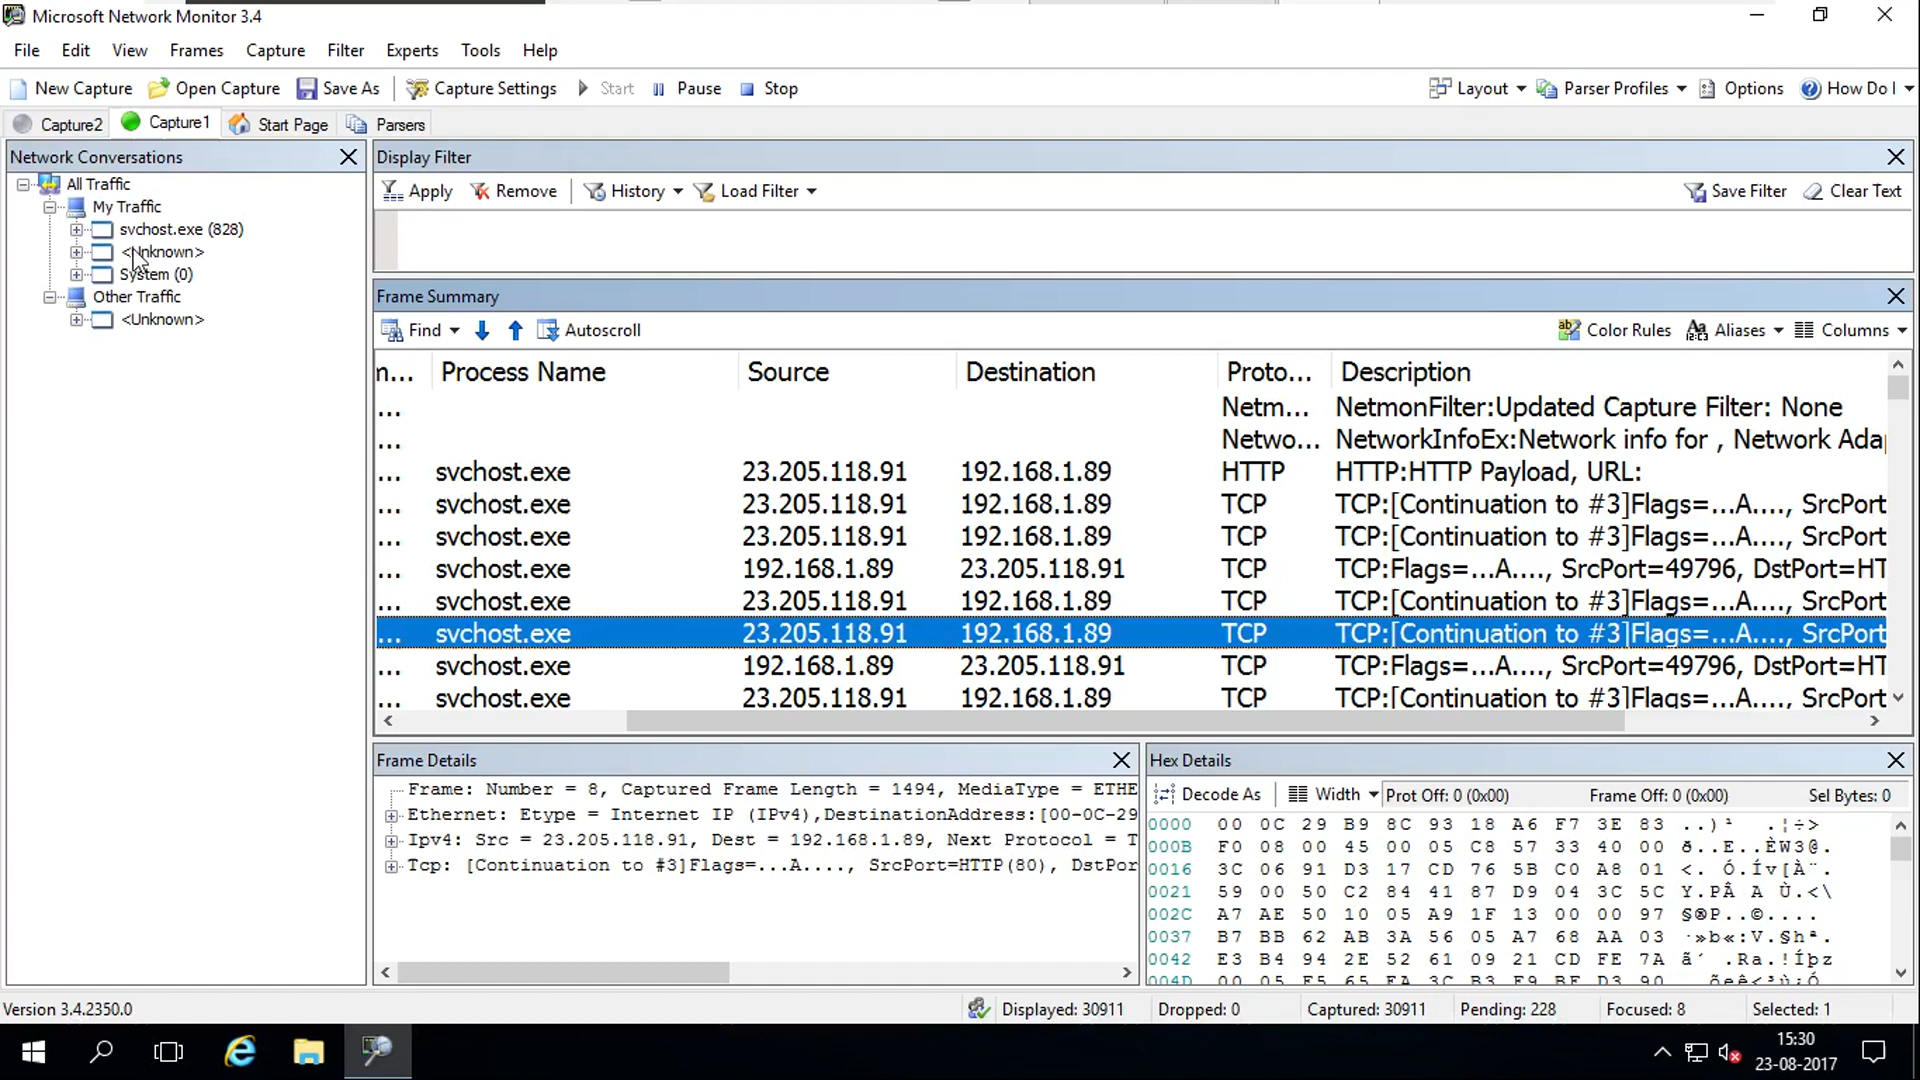 Microsoft Network Monitor 3.4
File Edit View Frames Capture Filter Experts Tools Help
New Capture Open Capture Save As Capture Settings Start Pause Stop Layout Parser Profiles Options How Do I
Capture2 Capture1 Start Page Parsers
Network Conversations
All Traffic
My Traffic
svchost.exe (828)
<Unknown>
System (0)
Other Traffic
<Unknown>
Display Filter
Apply Remove History Load Filter Save Filter Clear Text
Frame Summary
Find Autoscroll Color Rules Aliases Columns
n... Process Name Source Destination Proto... Description
... Netm... NetmonFilter:Updated Capture Filter: None
... Netwo... NetworkInfoEx:Network info for , Network Ada
... svchost.exe 23.205.118.91 192.168.1.89 HTTP HTTP:HTTP Payload, URL:
... svchost.exe 23.205.118.91 192.168.1.89 TCP TCP:[Continuation to #3]Flags=...A...., SrcPort
... svchost.exe 23.205.118.91 192.168.1.89 TCP TCP:[Continuation to #3]Flags=...A...., SrcPort
... svchost.exe 192.168.1.89 23.205.118.91 TCP TCP:Flags=...A...., SrcPort=49796, DstPort=HT
... svchost.exe 23.205.118.91 192.168.1.89 TCP TCP:[Continuation to #3]Flags=...A...., SrcPort
... svchost.exe 23.205.118.91 192.168.1.89 TCP TCP:[Continuation to #3]Flags=...A...., SrcPort
... svchost.exe 192.168.1.89 23.205.118.91 TCP TCP:Flags=...A...., SrcPort=49796, DstPort=HT
svchost.exe 23.205.118.91 192.168.1.89 TCP TCP:[Continuation to #3]Flags=...A...., SrcPort
Frame Details
Frame: Number = 8, Captured Frame Length = 1494, MediaType = ETHE
Ethernet: Etype = Internet IP (IPv4),DestinationAddress:[00-0C-29
Ipv4: Src = 23.205.118.91, Dest = 192.168.1.89, Next Protocol = T
Tcp: [Continuation to #3]Flags=...A...., SrcPort=HTTP(80), DstPor
Hex Details
Decode As Width Prot Off: 0 (0x00) Frame Off: 0 (0x00) Sel Bytes: 0
0000 00 0C 29 B9 8C 93 18 A6 F7 3E 83 ..)¹ .¦÷>
000B F0 08 00 45 00 05 C8 57 33 40 00 ð..E..ÈW3@.
0016 3C 06 91 D3 17 CD 76 5B C0 A8 01 <. Ó.Ív[À¨.
0021 59 00 50 C2 84 41 87 D9 04 3C 5C Y.PÂ A Ù.<\
002C A7 AE 50 10 05 A9 1F 13 00 00 97 §®P..©....
0037 B7 BB 62 AB 3A 56 05 A7 68 AA 03 ·»b«:V.§hª.
0042 E3 B4 94 2E 52 61 09 21 CD FE 7A ã´ .Ra.!Íþz
Version 3.4.2350.0 Displayed: 30911 Dropped: 0 Captured: 30911 Pending: 228 Focused: 8 Selected: 1
15:30
23-08-2017